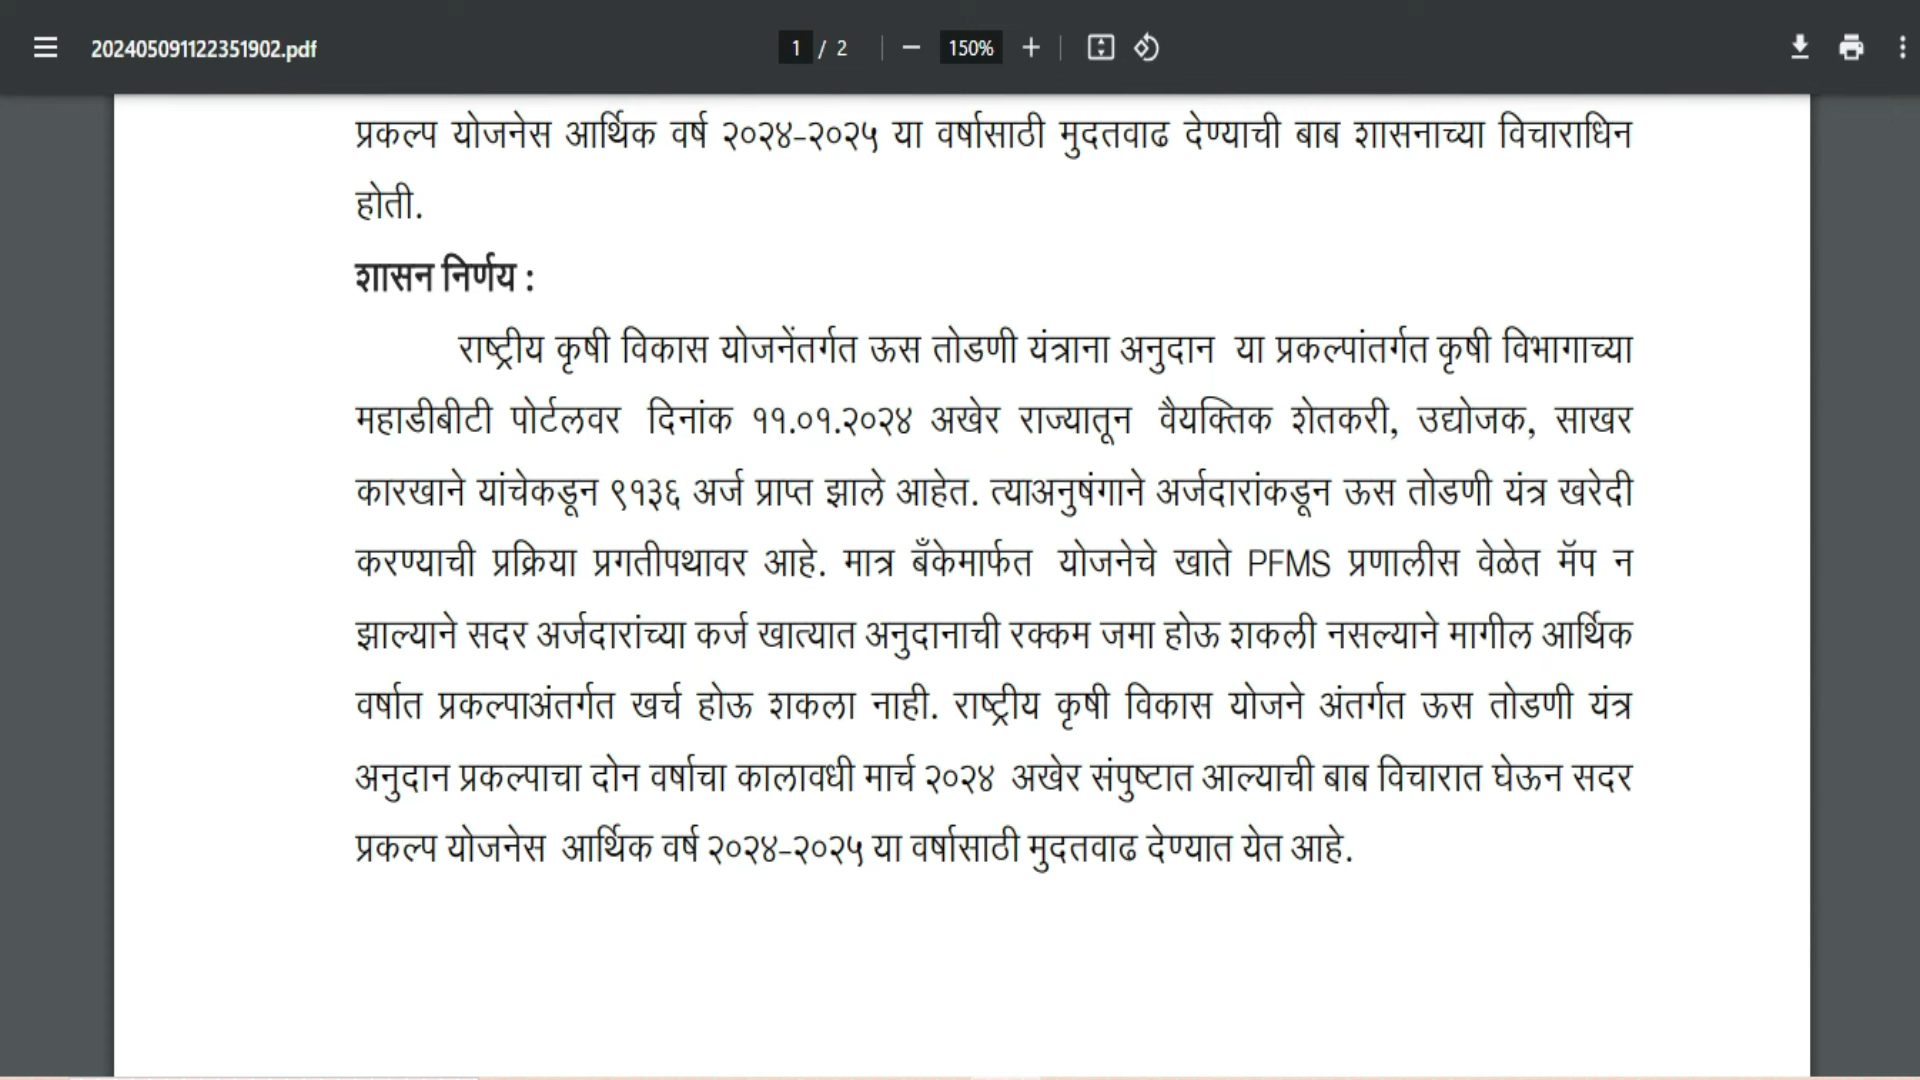 202405091122351902.pdf
1 / 2
150%
प्रकल्प योजनेस आर्थिक वर्ष २०२४-२०२५ या वर्षासाठी मुदतवाढ देण्याची बाब शासनाच्या विचाराधिन
होती.
शासन निर्णय :
राष्ट्रीय कृषी विकास योजनेंतर्गत ऊस तोडणी यंत्राना अनुदान या प्रकल्पांतर्गत कृषी विभागाच्या
महाडीबीटी पोर्टलवर दिनांक ११.०१.२०२४ अखेर राज्यातून वैयक्तिक शेतकरी, उद्योजक, साखर
कारखाने यांचेकडून ९१३६ अर्ज प्राप्त झाले आहेत. त्याअनुषंगाने अर्जदारांकडून ऊस तोडणी यंत्र खरेदी
करण्याची प्रक्रिया प्रगतीपथावर आहे. मात्र बँकेमार्फत योजनेचे खाते PFMS प्रणालीस वेळेत मॅप न
झाल्याने सदर अर्जदारांच्या कर्ज खात्यात अनुदानाची रक्कम जमा होऊ शकली नसल्याने मागील आर्थिक
वर्षात प्रकल्पाअंतर्गत खर्च होऊ शकला नाही. राष्ट्रीय कृषी विकास योजने अंतर्गत ऊस तोडणी यंत्र
अनुदान प्रकल्पाचा दोन वर्षाचा कालावधी मार्च २०२४ अखेर संपुष्टात आल्याची बाब विचारात घेऊन सदर
प्रकल्प योजनेस आर्थिक वर्ष २०२४-२०२५ या वर्षासाठी मुदतवाढ देण्यात येत आहे.